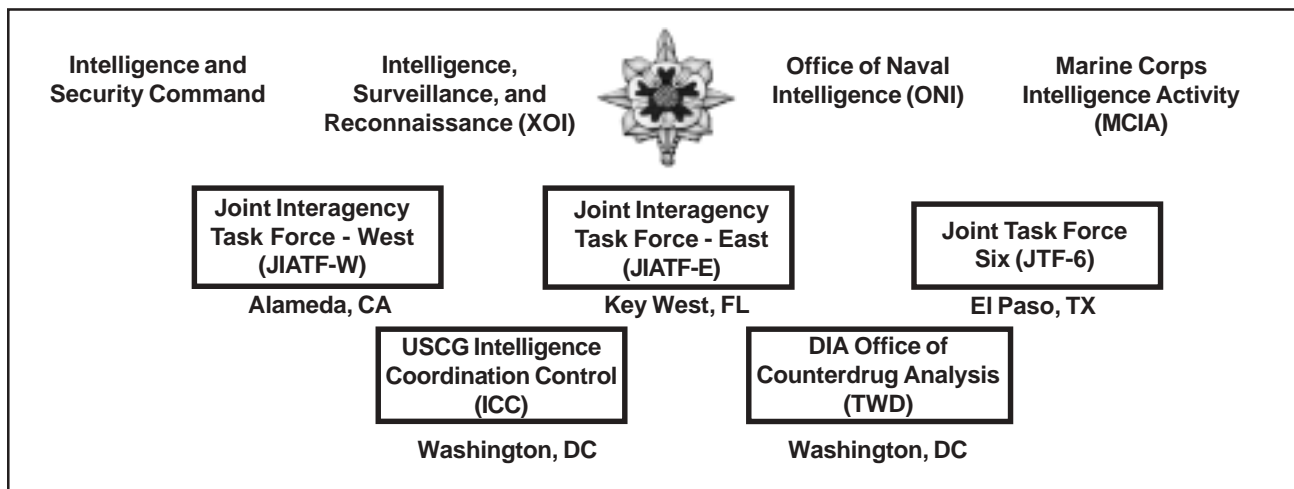 Intelligence and
Security Command
Intelligence,
Surveillance, and
Reconnaissance (XOI)
Office of Naval
Intelligence (ONI)
Marine Corps
Intelligence Activity
(MCIA)
Joint Interagency
Task Force - West
(JIATF-W)
Alameda, CA
Joint Interagency
Task Force - East
(JIATF-E)
Key West, FL
Joint Task Force
Six (JTF-6)
El Paso, TX
USCG Intelligence
Coordination Control
(ICC)
Washington, DC
DIA Office of
Counterdrug Analysis
(TWD)
Washington, DC